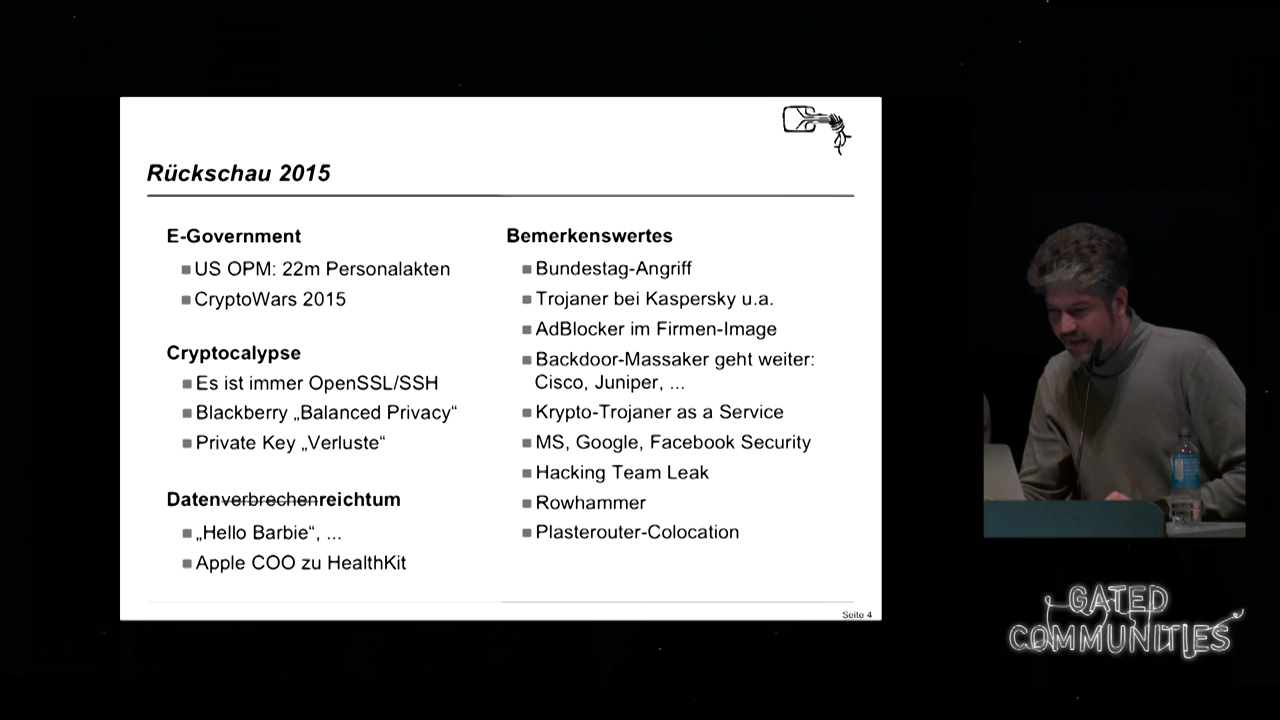 Rückschau 2015
E-Government
US OPM: 22m Personalakten
CryptoWars 2015
Cryptocalypse
Es ist immer OpenSSL/SSH
Blackberry „Balanced Privacy“
Private Key „Verluste“
Datenverbrechenreichtum
„Hello Barbie“, ...
Apple COO zu HealthKit
Bemerkenswertes
Bundestag-Angriff
Trojaner bei Kaspersky u.a.
AdBlocker im Firmen-Image
Backdoor-Massaker geht weiter:
Cisco, Juniper, ...
Krypto-Trojaner as a Service
MS, Google, Facebook Security
Hacking Team Leak
Rowhammer
Plasterouter-Colocation
Seite 4
GATED
COMMUNITIES